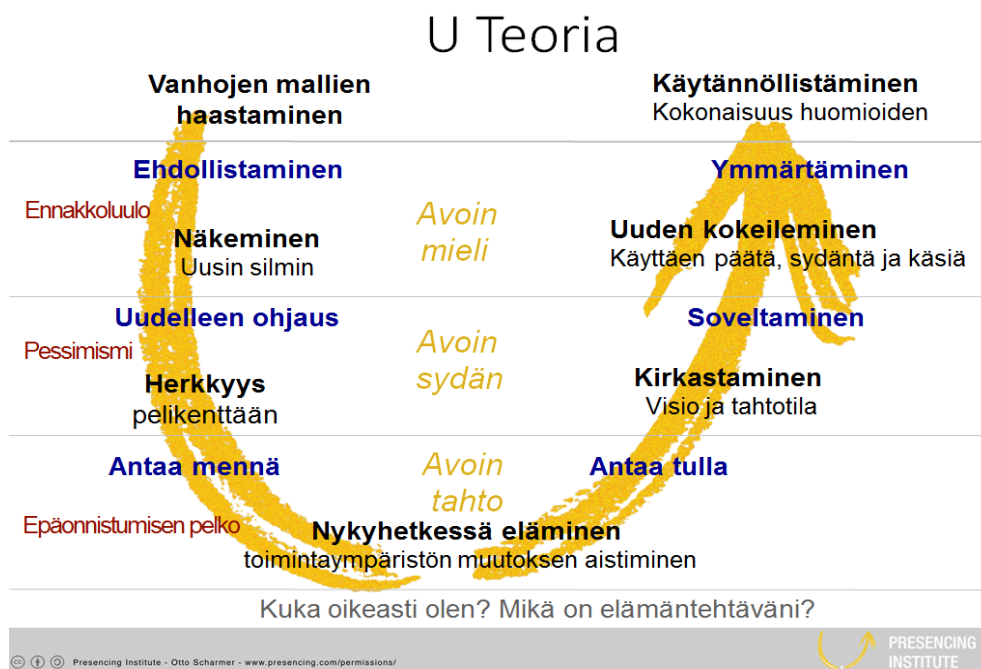 U Teoria
Vanhojen mallien
haastaminen
Käytännöllistäminen
Kokonaisuus huomioiden
Ehdollistaminen
Ymmärtäminen
Ennakkoluulo
Avoin
mieli
Näkeminen
Uusin silmin
Uuden kokeileminen
Käyttäen päätä, sydäntä ja käsiä
Uudelleen ohjaus
Soveltaminen
Pessimismi
Avoin
sydän
Herkkyys
pelikenttään
Kirkastaminen
Visio ja tahtotila
Antaa mennä
Avoin
tahto
Antaa tulla
Epäonnistumisen pelko
Nykyhetkessä eläminen
toimintaympäristön muutoksen aistiminen
Kuka oikeasti olen? Mikä on elämäntehtäväni?
cc Presencing Institute - Otto Scharmer - www.presencing.com/permissions/
PRESENCING
INSTITUTE